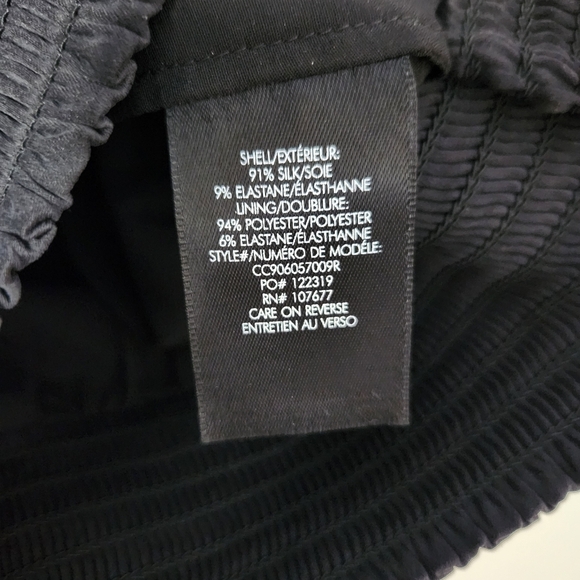 SHELL/EXTÉRIEUR:
91% SILK/SOIE
9% ELASTANE/ÉLASTHANNE
LINING/DOUBLURE:
94% POLYESTER/POLYESTER
6% ELASTANE/ÉLASTHANNE
STYLE#/NUMÉRO DE MODÈLE:
CC906057009R
PO# 122319
RN# 107677
CARE ON REVERSE
ENTRETIEN AU VERSO